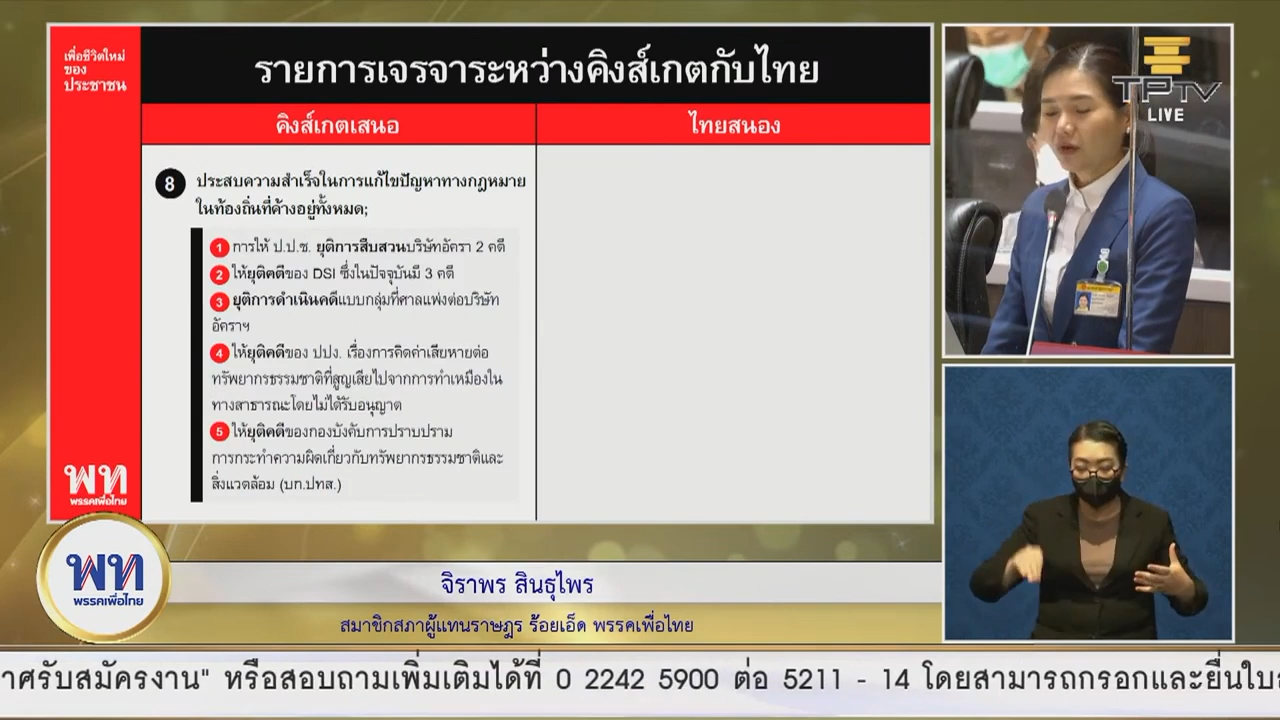 เพื่อชีวิตใหม่
ของ
ประชาชน
รายการเจรจาระหว่างคิงส์เกตกับไทย
คิงส์เกตเสนอ
ไทยสนอง
8 ประสบความสำเร็จในการแก้ไขปัญหาทางกฎหมาย
ในท้องถิ่นที่ค้างอยู่ทั้งหมด;
1 การให้ ป.ป.ช. ยุติการสืบสวนบริษัทอัครา 2 คดี
2 ให้ยุติคดีของ DSI ซึ่งในปัจจุบันมี 3 คดี
3 ยุติการดำเนินคดีแบบกลุ่มที่ศาลแพ่งต่อบริษัท
อัคราฯ
4 ให้ยุติคดีของ ปปง. เรื่องการคิดค่าเสียหายต่อ
ทรัพยากรธรรมชาติที่สูญเสียไปจากการทำเหมืองใน
ทางสาธารณะโดยไม่ได้รับอนุญาต
5 ให้ยุติคดีของกองบังคับการปราบปราม
การกระทำความผิดเกี่ยวกับทรัพยากรธรรมชาติและ
สิ่งแวดล้อม (บก.ปทส.)
พท
พรรคเพื่อไทย
TPTV
LIVE
พท
พรรคเพื่อไทย
จิราพร สินธุไพร
สมาชิกสภาผู้แทนราษฎร ร้อยเอ็ด พรรคเพื่อไทย
าศรับสมัครงาน" หรือสอบถามเพิ่มเติมได้ที่ 0 2242 5900 ต่อ 5211 - 14 โดยสามารถกรอกและยื่นใบ